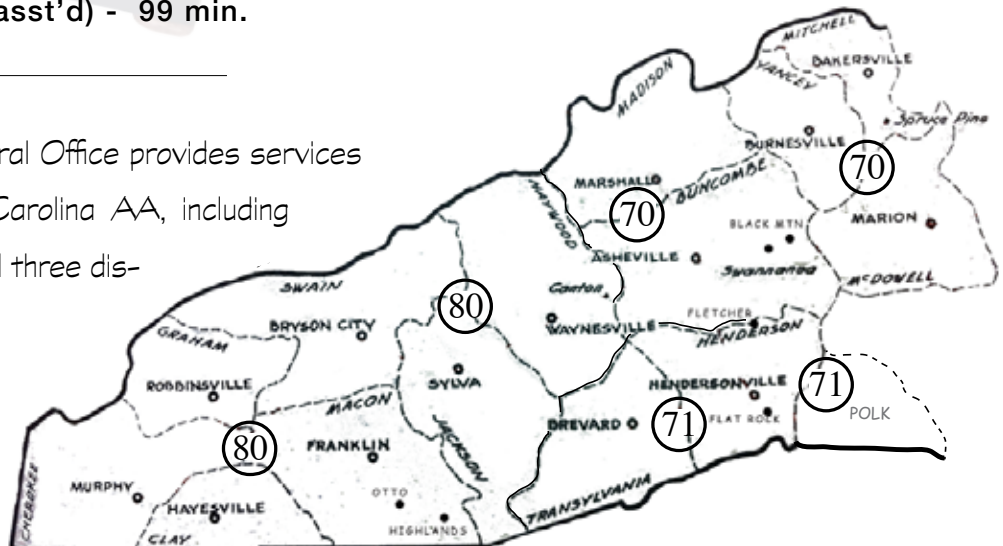 asst'd) - 99 min.
ral Office provides services
Carolina AA, including
l three dis-
MITCHELL
BAKERSVILLE
YANCEY
MADISON
Spruce Pine
BURNESVILLE
70
MARSHALL
BUNCOMBE
70
HAYWOOD
BLACK MTN
MARION
ASHEVILLE
Swannanoa
McDOWELL
SWAIN
Canton
80
FLETCHER
BRYSON CITY
WAYNESVILLE
HENDERSON
GRAHAM
ROBBINSVILLE
SYLVA
HENDERSONVILLE
71
POLK
MACON
BREVARD
71
FLAT ROCK
80
FRANKLIN
JACKSON
MURPHY
OTTO
TRANSYLVANIA
HAYESVILLE
HIGHLANDS
CHEROKEE
CLAY